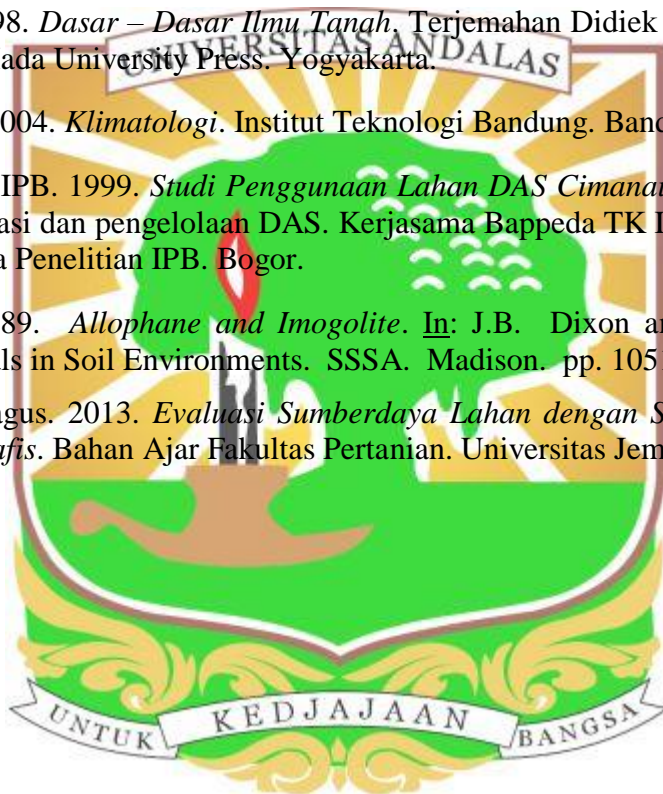 98. Dasar – Dasar Ilmu Tanah. Terjemahan Didiek
ada University Press. Yogyakarta.
UNIVERSITAS ANDALAS
004. Klimatologi. Institut Teknologi Bandung. Band
IPB. 1999. Studi Penggunaan Lahan DAS Cimanau
asi dan pengelolaan DAS. Kerjasama Bappeda TK I
a Penelitian IPB. Bogor.
89. Allophane and Imogolite. In: J.B. Dixon an
ls in Soil Environments. SSSA. Madison. pp. 105
agus. 2013. Evaluasi Sumberdaya Lahan dengan S
afis. Bahan Ajar Fakultas Pertanian. Universitas Jem
UNTUK KEDJAJAAN BANGSA